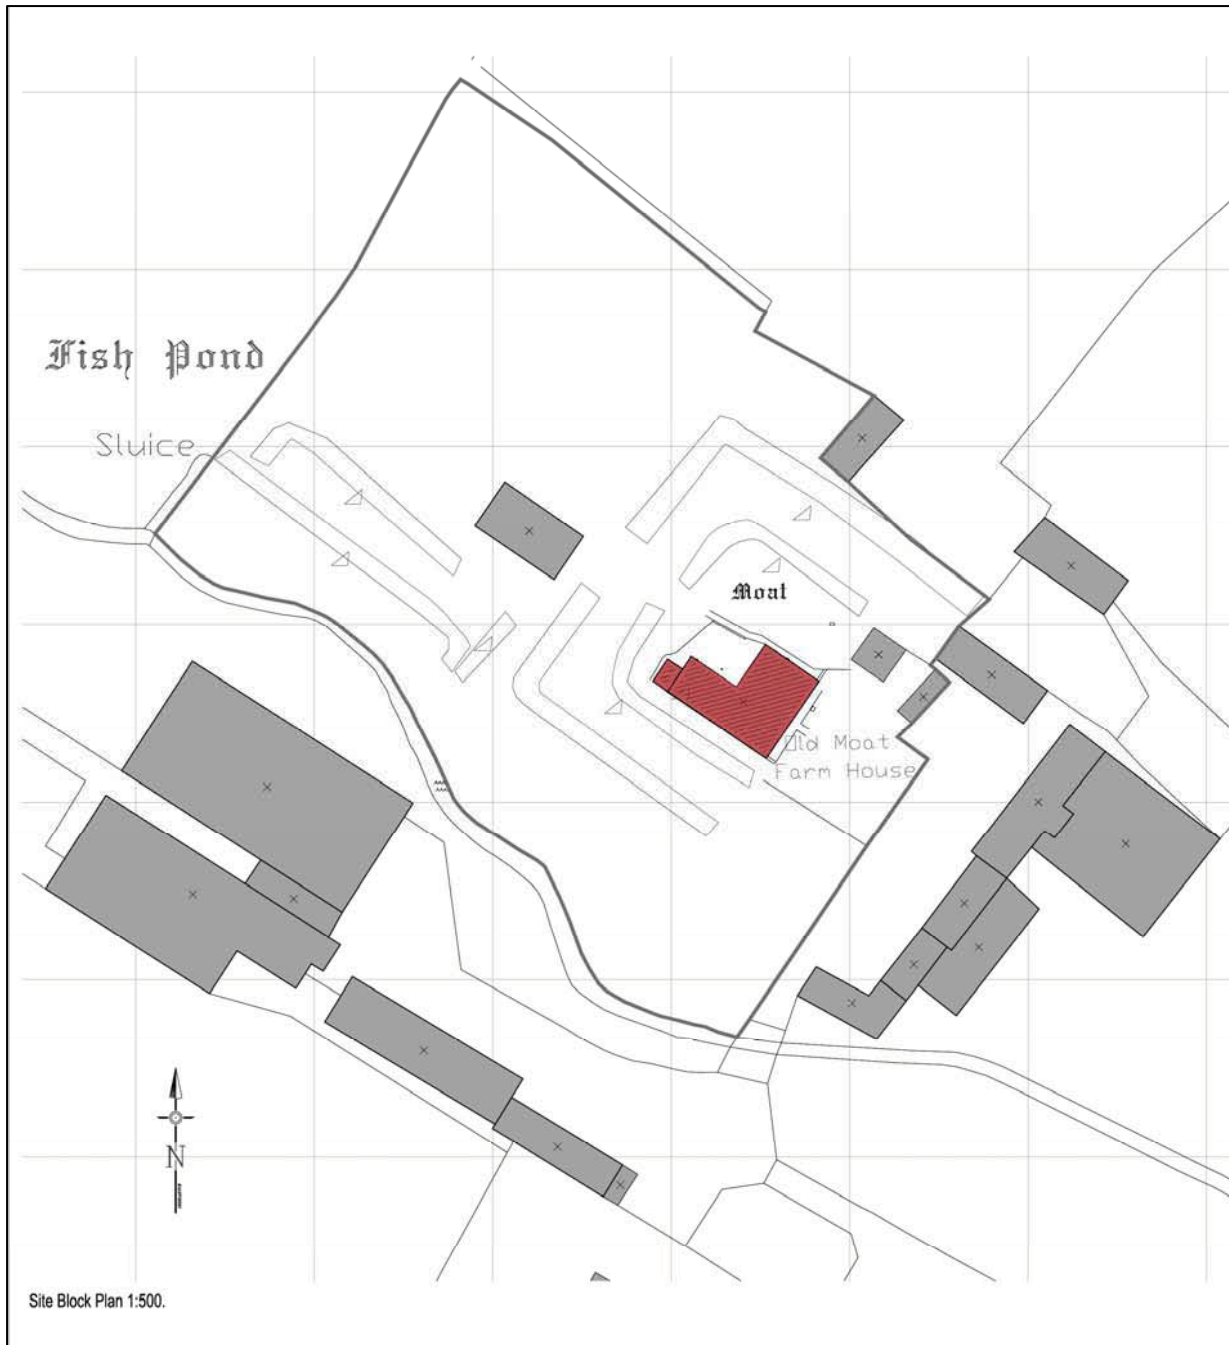 Fish Pond
Sluice
Moat
Old Moat
Farm House
N
Site Block Plan 1:500.